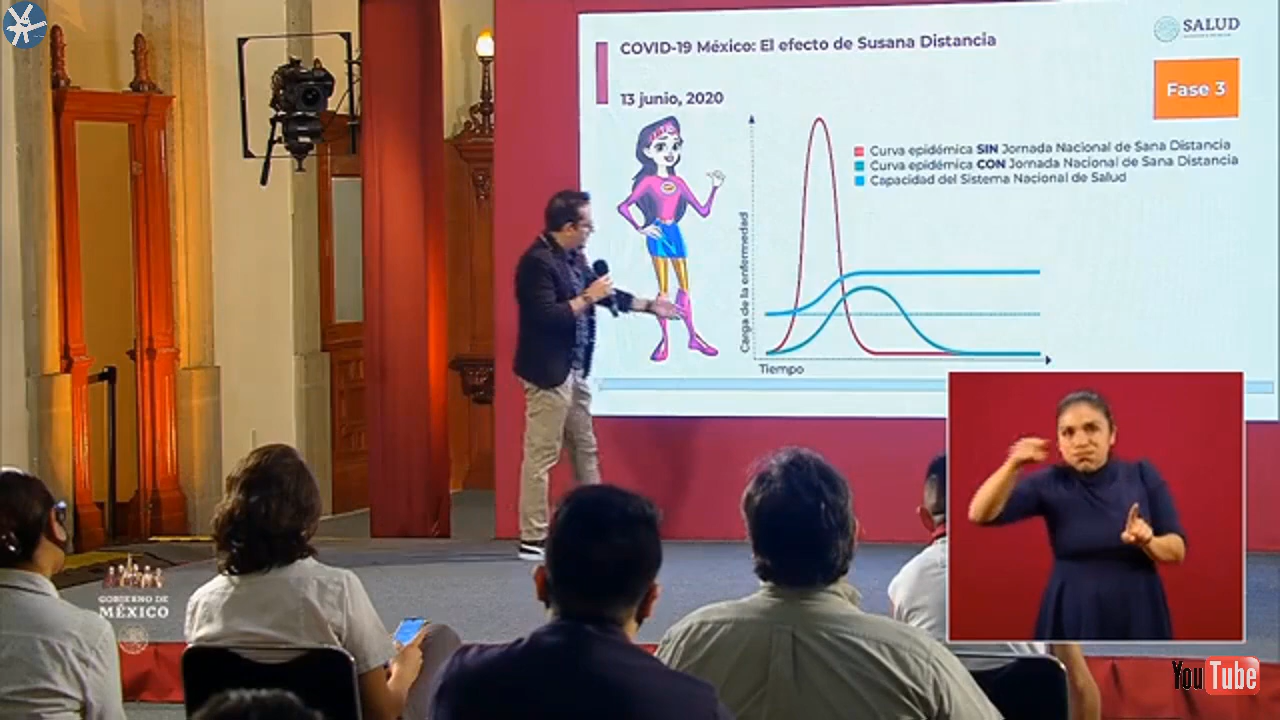 COVID-19 México: El efecto de Susana Distancia
SALUD
13 junio, 2020
Fase 3
Curva epidémica SIN Jornada Nacional de Sana Distancia
Curva epidémica CON Jornada Nacional de Sana Distancia
Capacidad del Sistema Nacional de Salud
Carga de la enfermedad
Tiempo
GOBIERNO DE
MÉXICO
YouTube